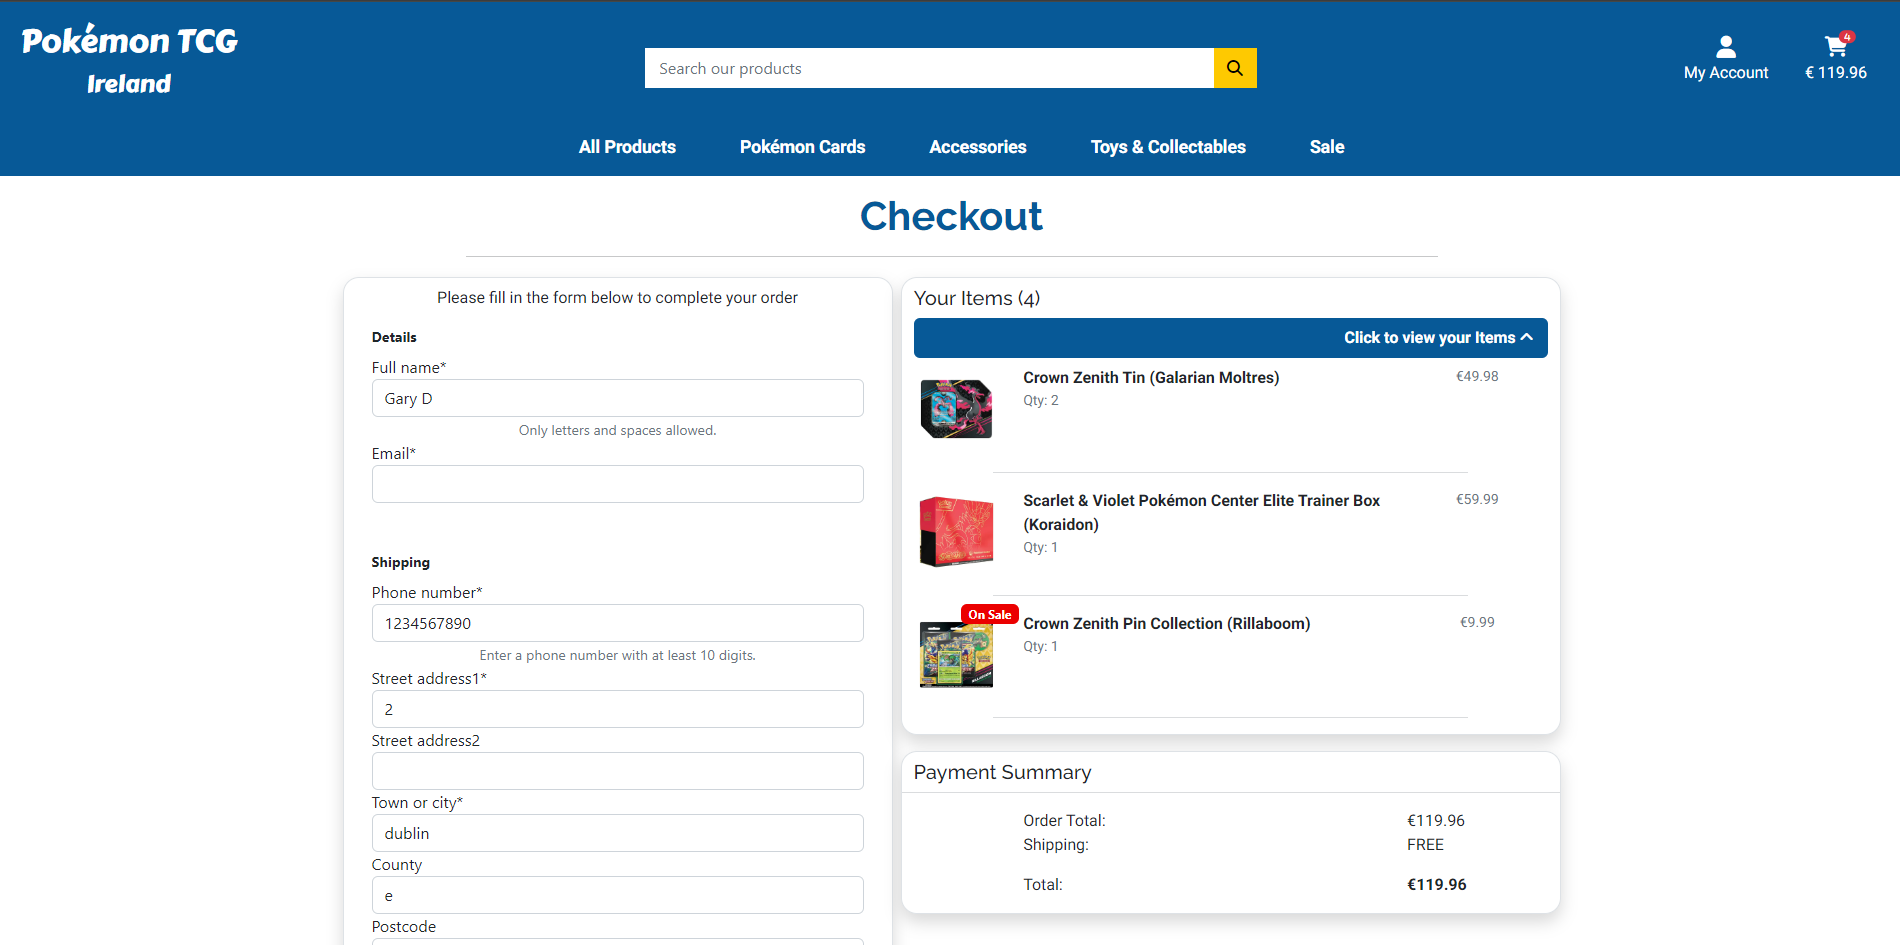 Pokémon TCG
Ireland
Search our products
My Account
4
€ 119.96
All Products
Pokémon Cards
Accessories
Toys & Collectables
Sale
Checkout
Please fill in the form below to complete your order
Details
Full name*
Gary D
Only letters and spaces allowed.
Email*
Shipping
Phone number*
1234567890
Enter a phone number with at least 10 digits.
Street address1*
2
Street address2
Town or city*
dublin
County
e
Postcode
Your Items (4)
Click to view your Items
Crown Zenith Tin (Galarian Moltres)
€49.98
Qty: 2
Scarlet & Violet Pokémon Center Elite Trainer Box
€59.99
(Koraidon)
Qty: 1
On Sale
Crown Zenith Pin Collection (Rillaboom)
€9.99
Qty: 1
Payment Summary
Order Total:
€119.96
Shipping:
FREE
Total:
€119.96